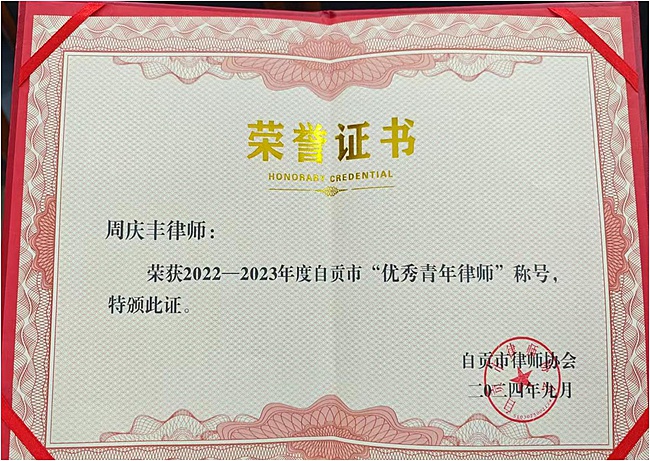 荣誉证书
HONORARY CREDENTIAL
周庆丰律师：
荣获2022—2023年度自贡市“优秀青年律师”称号，
特颁此证。
自贡市律师协会
二〇二四年九月